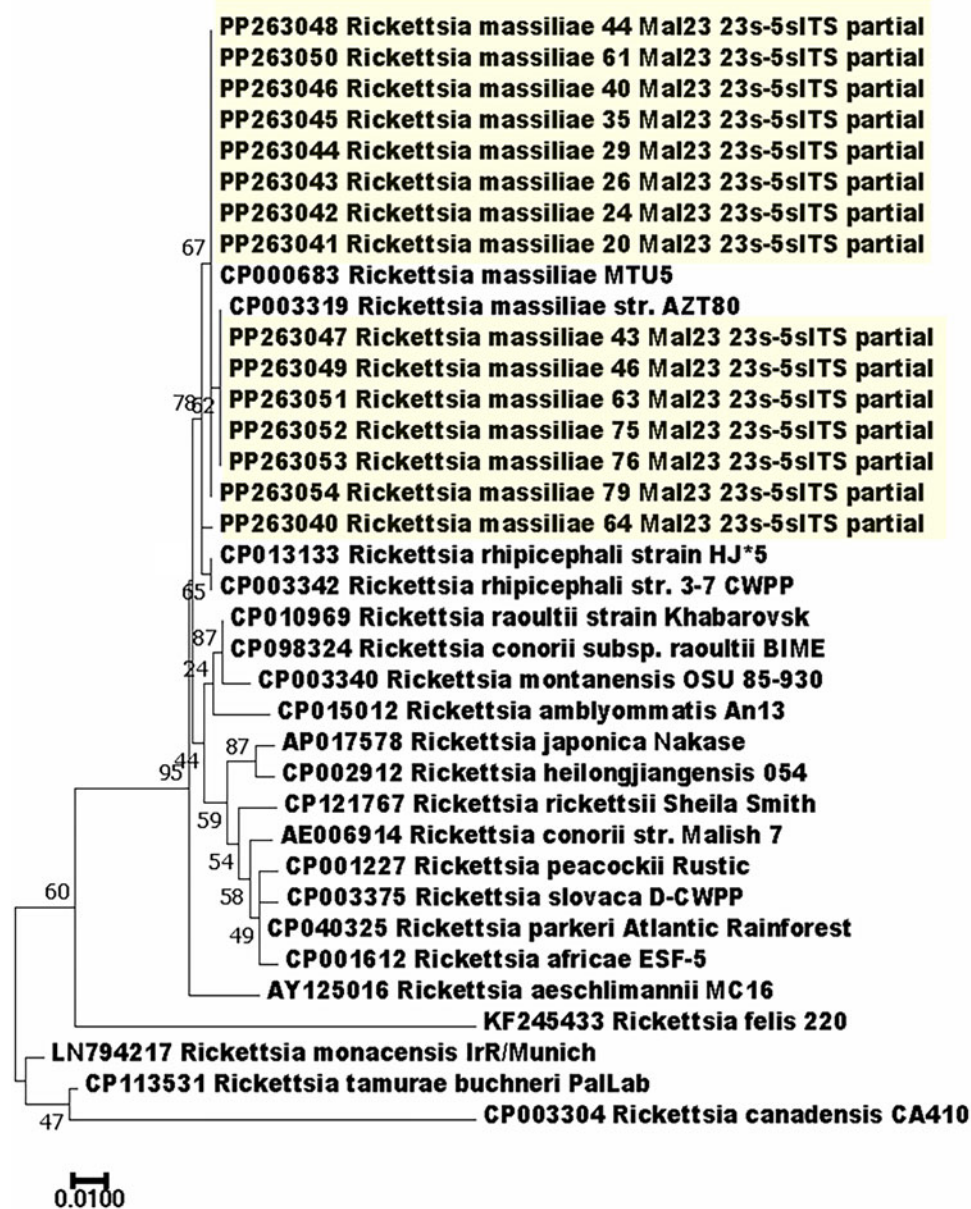 PP263048 Rickettsia massiliae 44 Mal23 23s-5sITS partial
PP263050 Rickettsia massiliae 61 Mal23 23s-5sITS partial
PP263046 Rickettsia massiliae 40 Mal23 23s-5sITS partial
PP263045 Rickettsia massiliae 35 Mal23 23s-5sITS partial
PP263044 Rickettsia massiliae 29 Mal23 23s-5sITS partial
PP263043 Rickettsia massiliae 26 Mal23 23s-5sITS partial
PP263042 Rickettsia massiliae 24 Mal23 23s-5sITS partial
PP263041 Rickettsia massiliae 20 Mal23 23s-5sITS partial
67
CP000683 Rickettsia massiliae MTU5
CP003319 Rickettsia massiliae str. AZT80
PP263047 Rickettsia massiliae 43 Mal23 23s-5sITS partial
PP263049 Rickettsia massiliae 46 Mal23 23s-5sITS partial
PP263051 Rickettsia massiliae 63 Mal23 23s-5sITS partial
78
62
PP263052 Rickettsia massiliae 75 Mal23 23s-5sITS partial
PP263053 Rickettsia massiliae 76 Mal23 23s-5sITS partial
PP263054 Rickettsia massiliae 79 Mal23 23s-5sITS partial
PP263040 Rickettsia massiliae 64 Mal23 23s-5sITS partial
CP013133 Rickettsia rhipicephali strain HJ*5
CP003342 Rickettsia rhipicephali str. 3-7 CWPP
65
CP010969 Rickettsia raoultii strain Khabarovsk
87
CP098324 Rickettsia conorii subsp. raoultii BIME
24
CP003340 Rickettsia montanensis OSU 85-930
CP015012 Rickettsia amblyommatis An13
87
AP017578 Rickettsia japonica Nakase
44
95
CP002912 Rickettsia heilongjiangensis 054
CP121767 Rickettsia rickettsii Sheila Smith
59
AE006914 Rickettsia conorii str. Malish 7
54
CP001227 Rickettsia peacockii Rustic
60
58
CP003375 Rickettsia slovaca D-CWPP
CP040325 Rickettsia parkeri Atlantic Rainforest
49
CP001612 Rickettsia africae ESF-5
AY125016 Rickettsia aeschlimannii MC16
KF245433 Rickettsia felis 220
LN794217 Rickettsia monacensis IrR/Munich
CP113531 Rickettsia tamurae buchneri PalLab
47
CP003304 Rickettsia canadensis CA410
0.0100